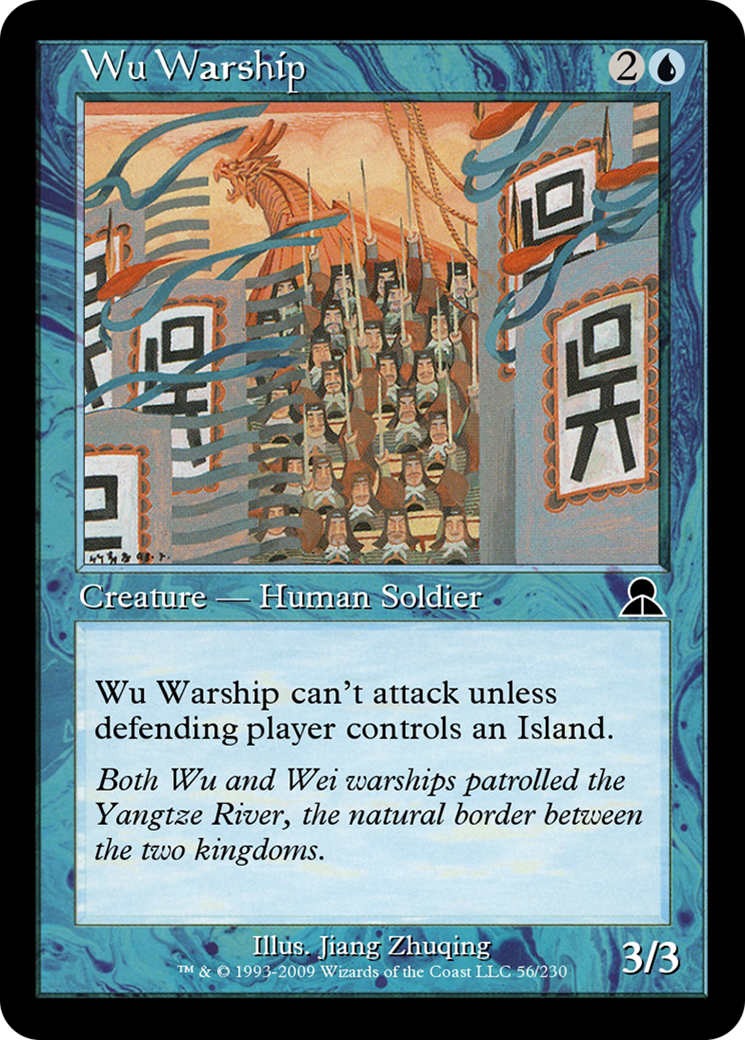 Wu Warship 2
吳
吳
Wu Warship can't attack unless
defending player controls an Island.
Both Wu and Wei warships patrolled the
Yangtze River, the natural border between
the two kingdoms.
Creature — Human Soldier
Illus. Jiang Zhuqing
™ & © 1993-2009 Wizards of the Coast LLC 56/230
3/3